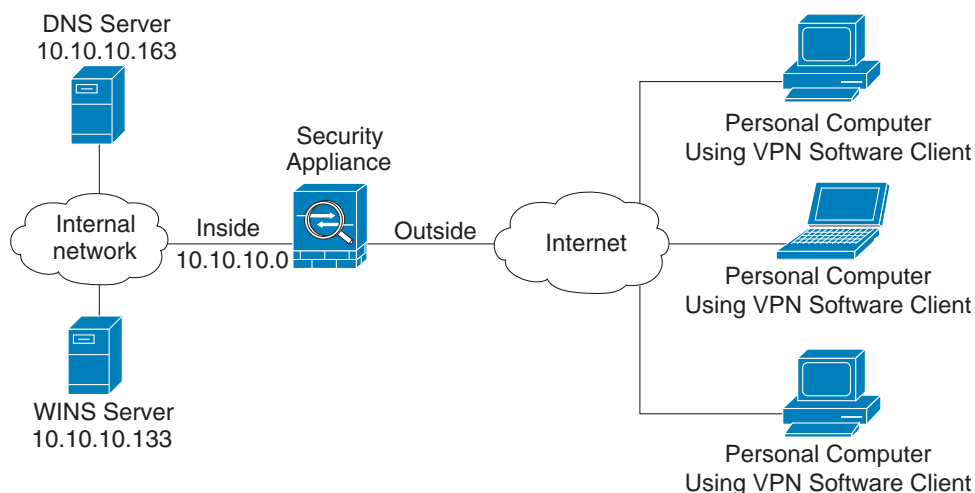 DNS Server
10.10.10.163
Security
Appliance
Internal
network
Inside
10.10.10.0
Outside
Internet
WINS Server
10.10.10.133
Personal Computer
Using VPN Software Client
Personal Computer
Using VPN Software Client
Personal Computer
Using VPN Software Client